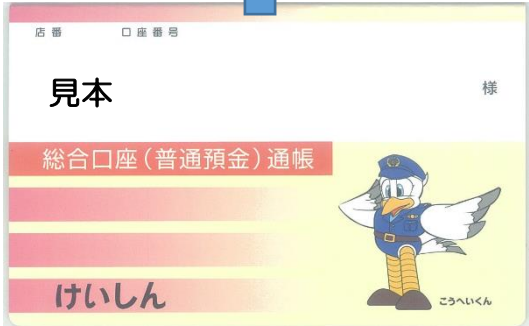 店番 口座番号
見本 様
総合口座(普通預金)通帳
けいしん
こうへいくん